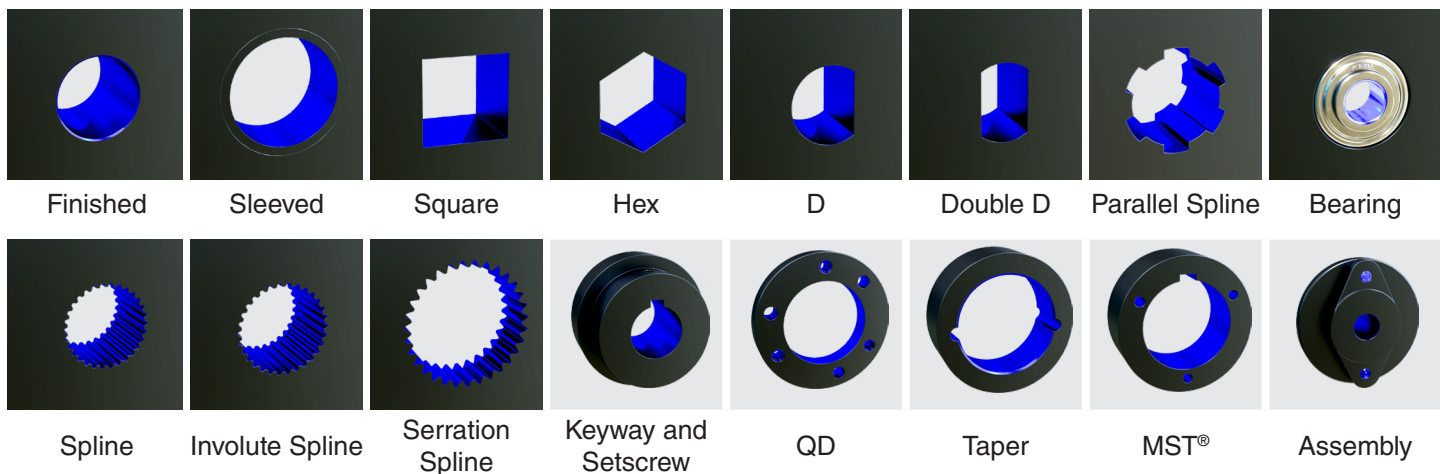 Finished
Sleeved
Square
Hex
D
Double D
Parallel Spline
Bearing
Spline
Involute Spline
Serration
Spline
Keyway and
Setscrew
QD
Taper
MST®
Assembly